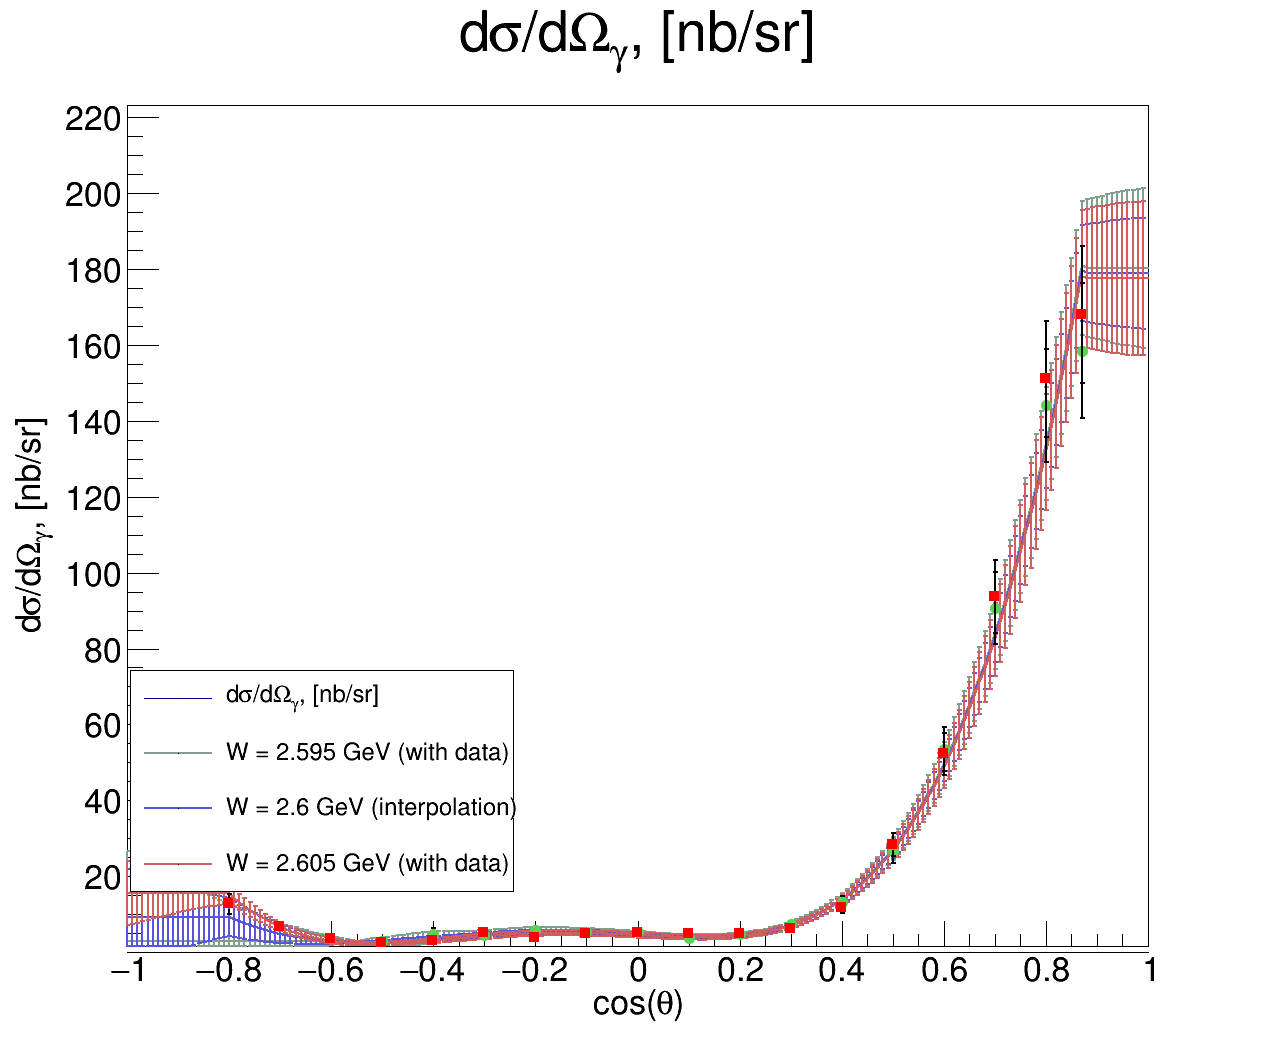 dσ/dΩγ, [nb/sr]
dσ/dΩγ, [nb/sr]
220
200
180
160
140
120
100
80
60
40
20
dσ/dΩγ, [nb/sr]
W = 2.595 GeV (with data)
W = 2.6 GeV (interpolation)
W = 2.605 GeV (with data)
−1 −0.8 −0.6 −0.4 −0.2 0 0.2 0.4 0.6 0.8 1
cos(θ)